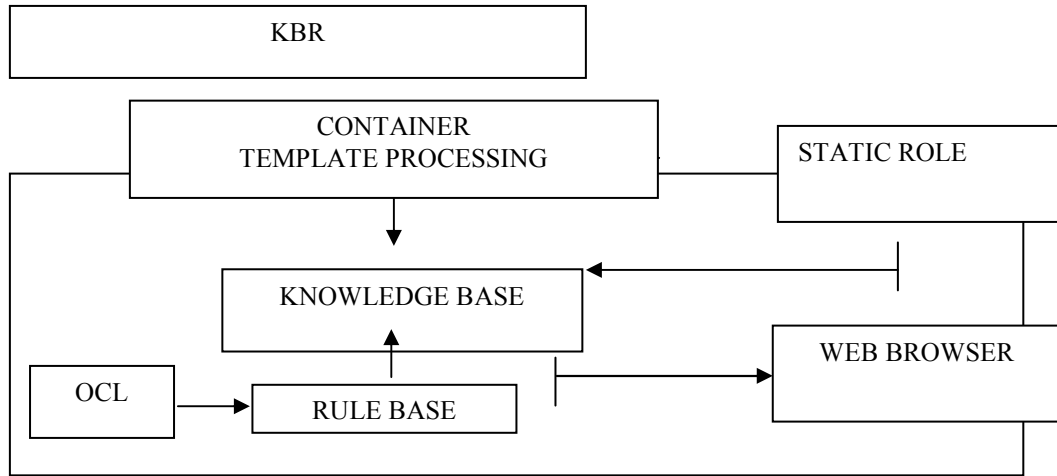 KBR
CONTAINER
TEMPLATE PROCESSING
STATIC ROLE
KNOWLEDGE BASE
WEB BROWSER
OCL
RULE BASE